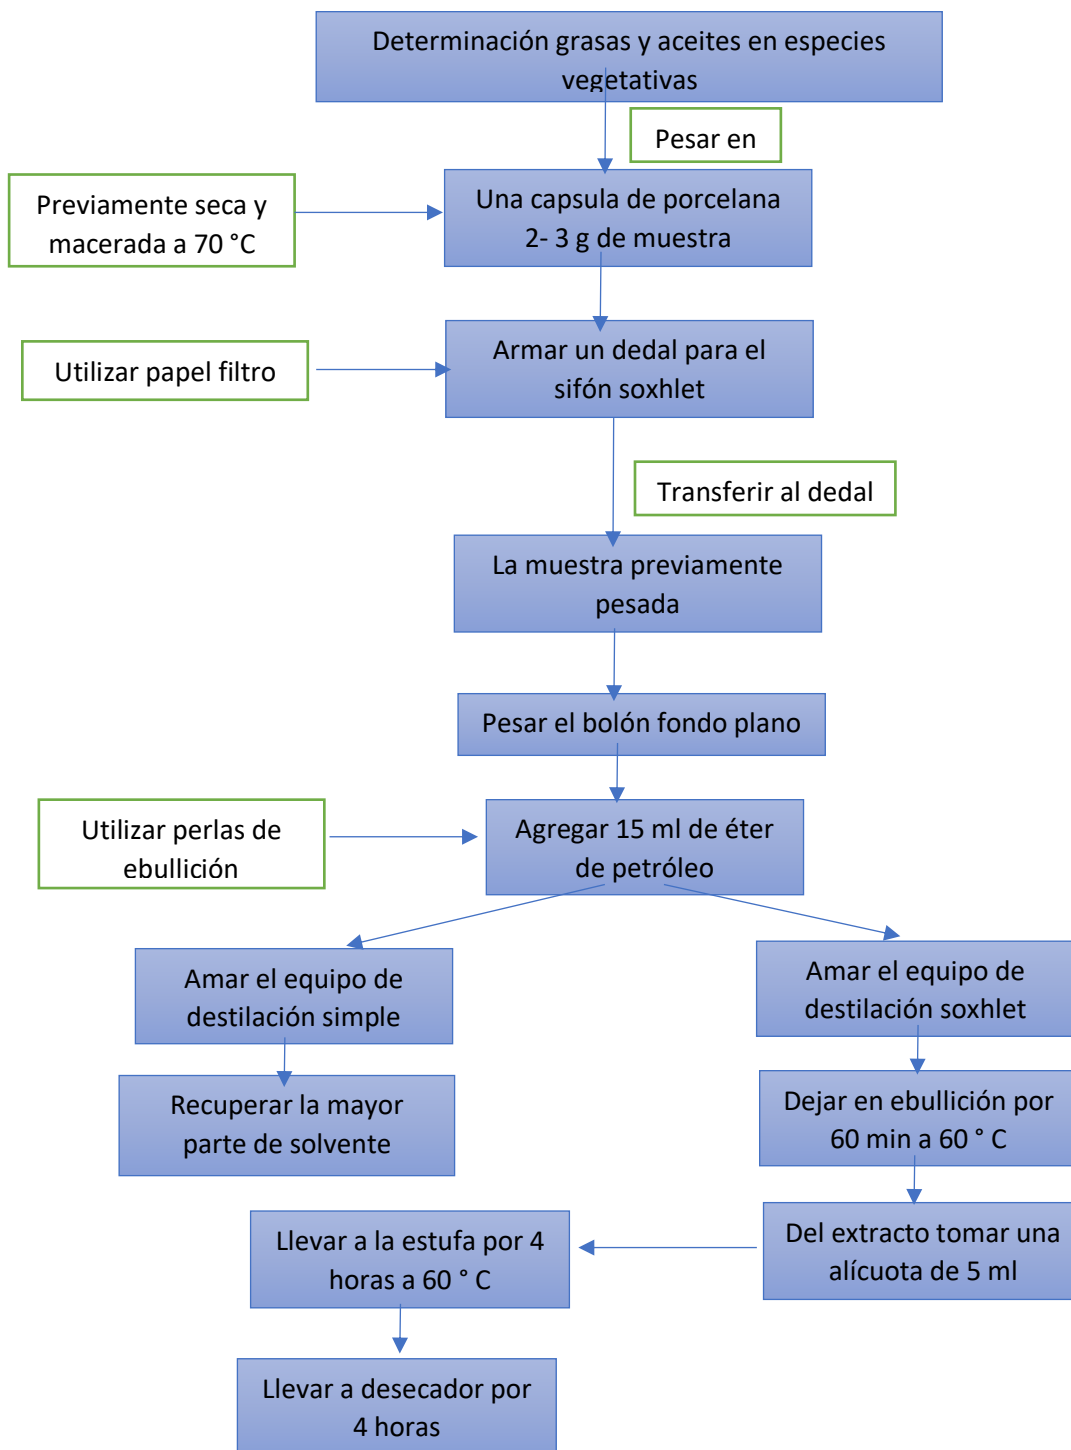 Determinación grasas y aceites en especies
vegetativas
Pesar en
Previamente seca y
macerada a 70 °C
Una capsula de porcelana
2- 3 g de muestra
Utilizar papel filtro
Armar un dedal para el
sifón soxhlet
Transferir al dedal
La muestra previamente
pesada
Pesar el bolón fondo plano
Utilizar perlas de
ebullición
Agregar 15 ml de éter
de petróleo
Amar el equipo de
destilación simple
Amar el equipo de
destilación soxhlet
Recuperar la mayor
parte de solvente
Dejar en ebullición por
60 min a 60 ° C
Llevar a la estufa por 4
horas a 60 ° C
Del extracto tomar una
alícuota de 5 ml
Llevar a desecador por
4 horas